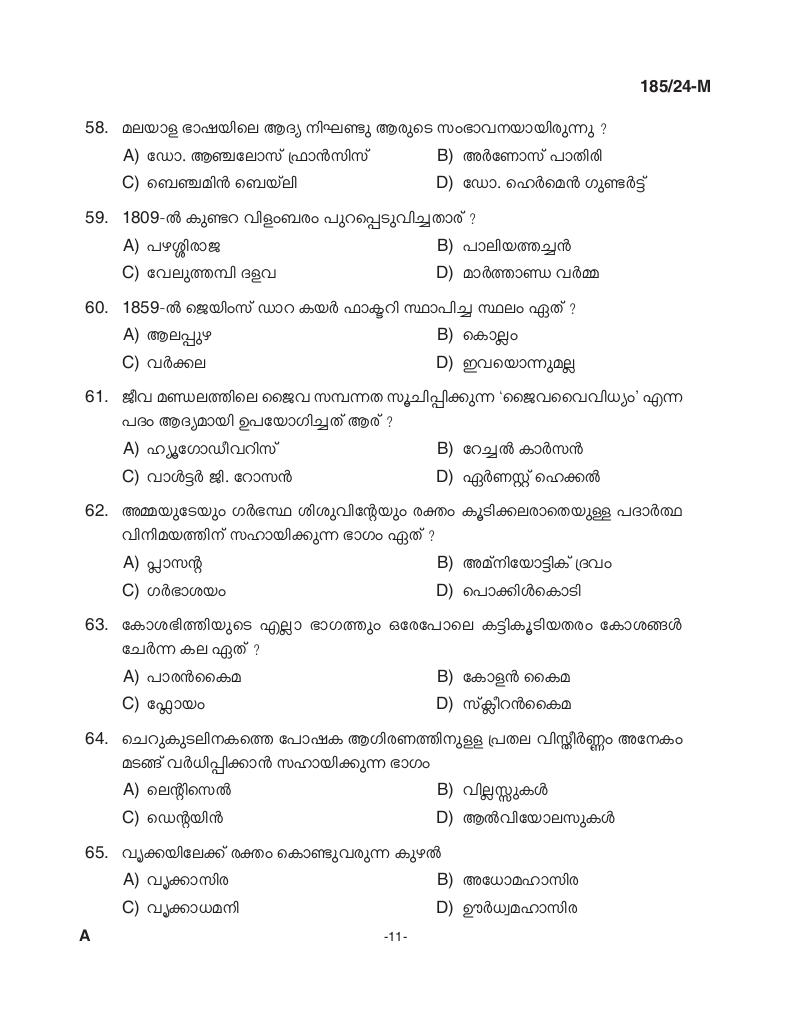 185/24-M
58. മലയാള ഭാഷയിലെ ആദ്യ നിഘണ്ടു ആരുടെ സംഭാവനയായിരുന്നു ?
A) ഡോ. ആഞ്ചലോസ് ഫ്രാൻസിസ് B) അർണോസ് പാതിരി
C) ബെഞ്ചമിൻ ബെയ്‌ലി D) ഡോ. ഹെർമെൻ ഗുണ്ടർട്ട്
59. 1809-ൽ കുണ്ടറ വിളംബരം പുറപ്പെടുവിച്ചതാര് ?
A) പഴശ്ശിരാജ B) പാലിയത്തച്ചൻ
C) വേലുത്തമ്പി ദളവ D) മാർത്താണ്ഡ വർമ്മ
60. 1859-ൽ ജെയിംസ് ഡാറ കയർ ഫാക്ടറി സ്ഥാപിച്ച സ്ഥലം ഏത് ?
A) ആലപ്പുഴ B) കൊല്ലം
C) വർക്കല D) ഇവയൊന്നുമല്ല
61. ജീവ മണ്ഡലത്തിലെ ജൈവ സമ്പന്നത സൂചിപ്പിക്കുന്ന ‘ജൈവവൈവിധ്യം’ എന്ന
പദം ആദ്യമായി ഉപയോഗിച്ചത് ആര് ?
A) ഹ്യൂഗോഡീവറിസ് B) റേച്ചൽ കാർസൻ
C) വാൾട്ടർ ജി. റോസൻ D) ഏർണസ്റ്റ് ഹെക്കൽ
62. അമ്മയുടേയും ഗർഭസ്ഥ ശിശുവിന്റേയും രക്തം കൂടിക്കലരാതെയുള്ള പദാർത്ഥ
വിനിമയത്തിന് സഹായിക്കുന്ന ഭാഗം ഏത് ?
A) പ്ലാസന്റ B) അമ്നിയോട്ടിക് ദ്രവം
C) ഗർഭാശയം D) പൊക്കിൾകൊടി
63. കോശഭിത്തിയുടെ എല്ലാ ഭാഗത്തും ഒരേപോലെ കട്ടികൂടിയതരം കോശങ്ങൾ
ചേർന്ന കല ഏത് ?
A) പാരൻകൈമ B) കോളൻ കൈമ
C) ഫ്ലോയം D) സ്ക്ലീറൻകൈമ
64. ചെറുകുടലിനകത്തെ പോഷക ആഗിരണത്തിനുള്ള പ്രതല വിസ്തീർണ്ണം അനേകം
മടങ്ങ് വർധിപ്പിക്കാൻ സഹായിക്കുന്ന ഭാഗം
A) ലെന്റിസെൽ B) വില്ലസ്സുകൾ
C) ഡെന്റയിൻ D) ആൽവിയോലസുകൾ
65. വൃക്കയിലേക്ക് രക്തം കൊണ്ടുവരുന്ന കുഴൽ
A) വൃക്കാസിര B) അധോമഹാസിര
C) വൃക്കാധമനി D) ഊർധ്വമഹാസിര
A -11-